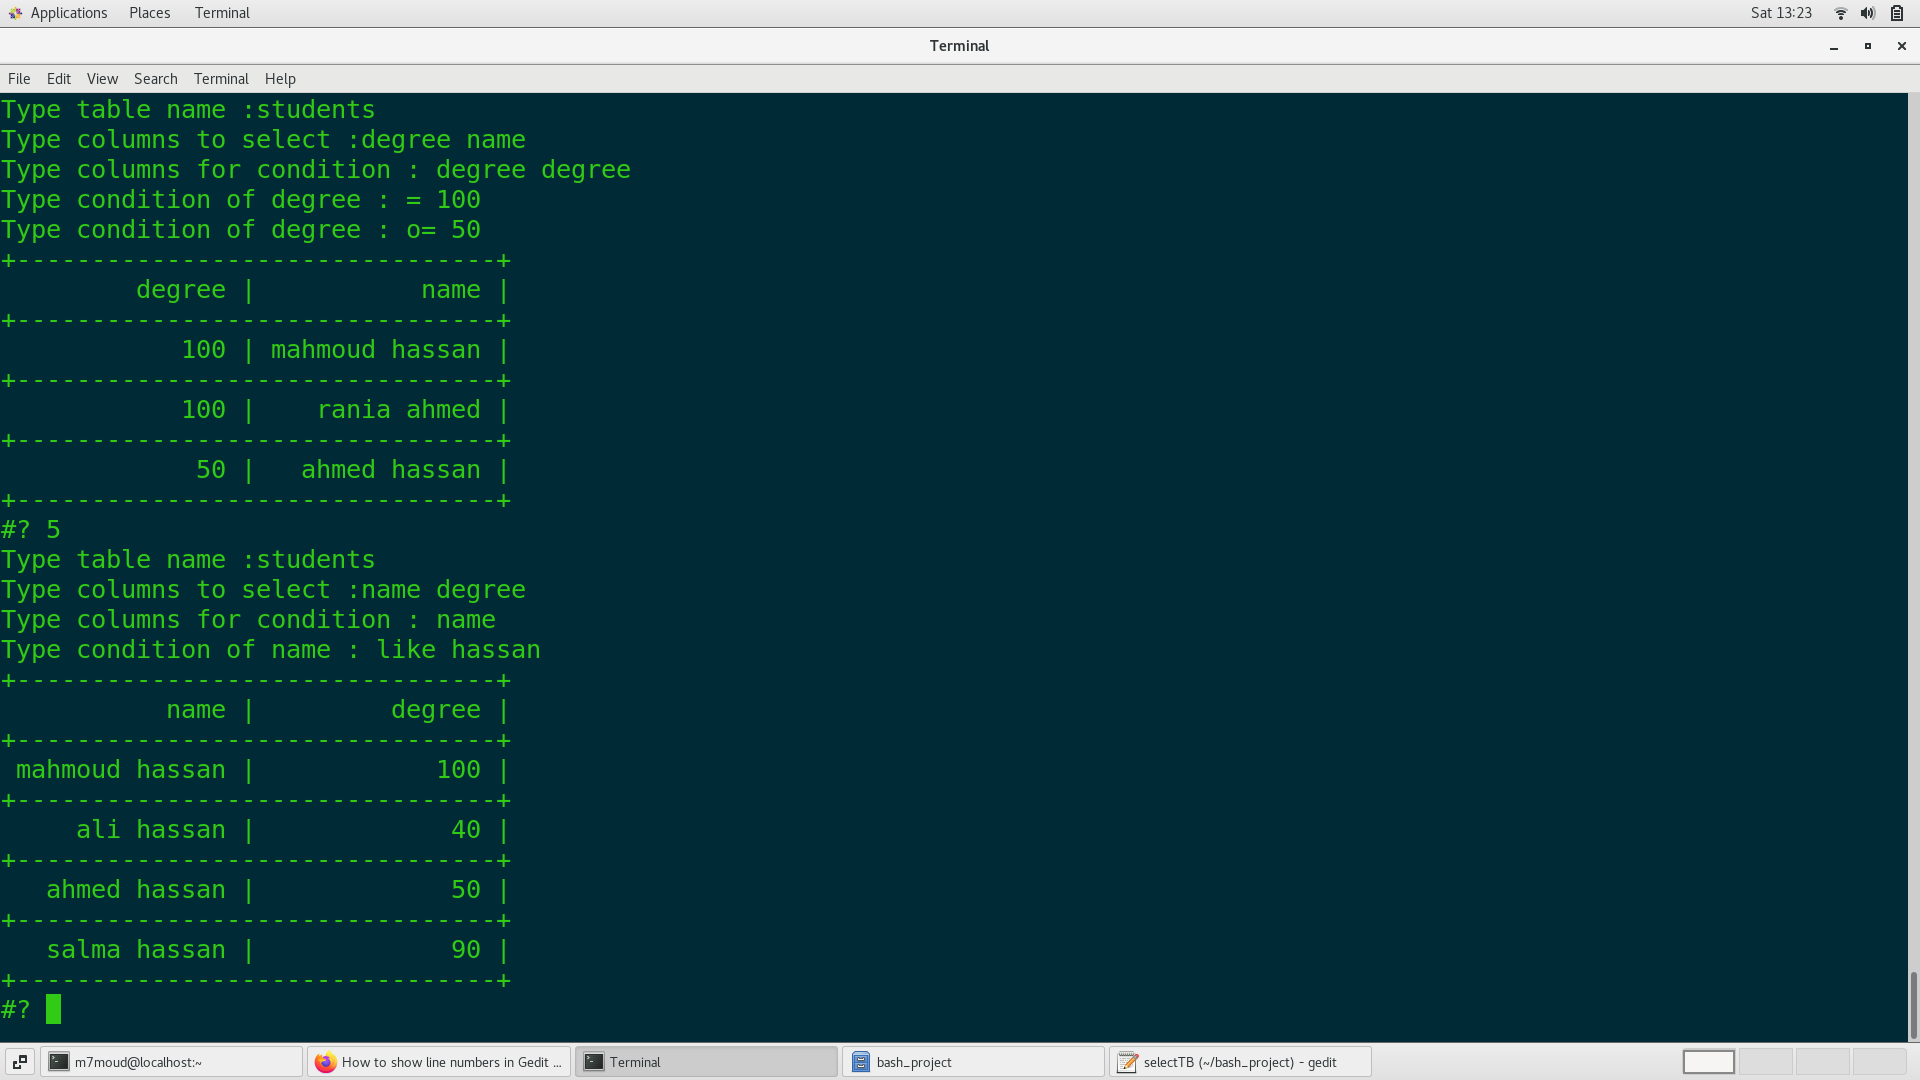 Applications Places Terminal Sat 13:23
Terminal
File Edit View Search Terminal Help
Type table name :students
Type columns to select :degree name
Type columns for condition : degree degree
Type condition of degree : = 100
Type condition of degree : o= 50
+--------------------------------+
degree | name |
+--------------------------------+
100 | mahmoud hassan |
+--------------------------------+
100 | rania ahmed |
+--------------------------------+
50 | ahmed hassan |
+--------------------------------+
#? 5
Type table name :students
Type columns to select :name degree
Type columns for condition : name
Type condition of name : like hassan
+--------------------------------+
name | degree |
+--------------------------------+
mahmoud hassan | 100 |
+--------------------------------+
ali hassan | 40 |
+--------------------------------+
ahmed hassan | 50 |
+--------------------------------+
salma hassan | 90 |
+--------------------------------+
#?
m7moud@localhost:~ How to show line numbers in Gedit ... Terminal bash_project selectTB (~/bash_project) - gedit